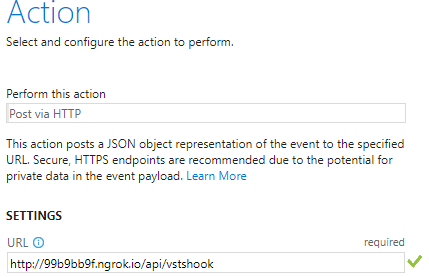 Action
Select and configure the action to perform.
Perform this action
Post via HTTP
This action posts a JSON object representation of the event to the specified
URL. Secure, HTTPS endpoints are recommended due to the potential for
private data in the event payload. Learn More
SETTINGS
URL required
http://99b9bb9f.ngrok.io/api/vstshook